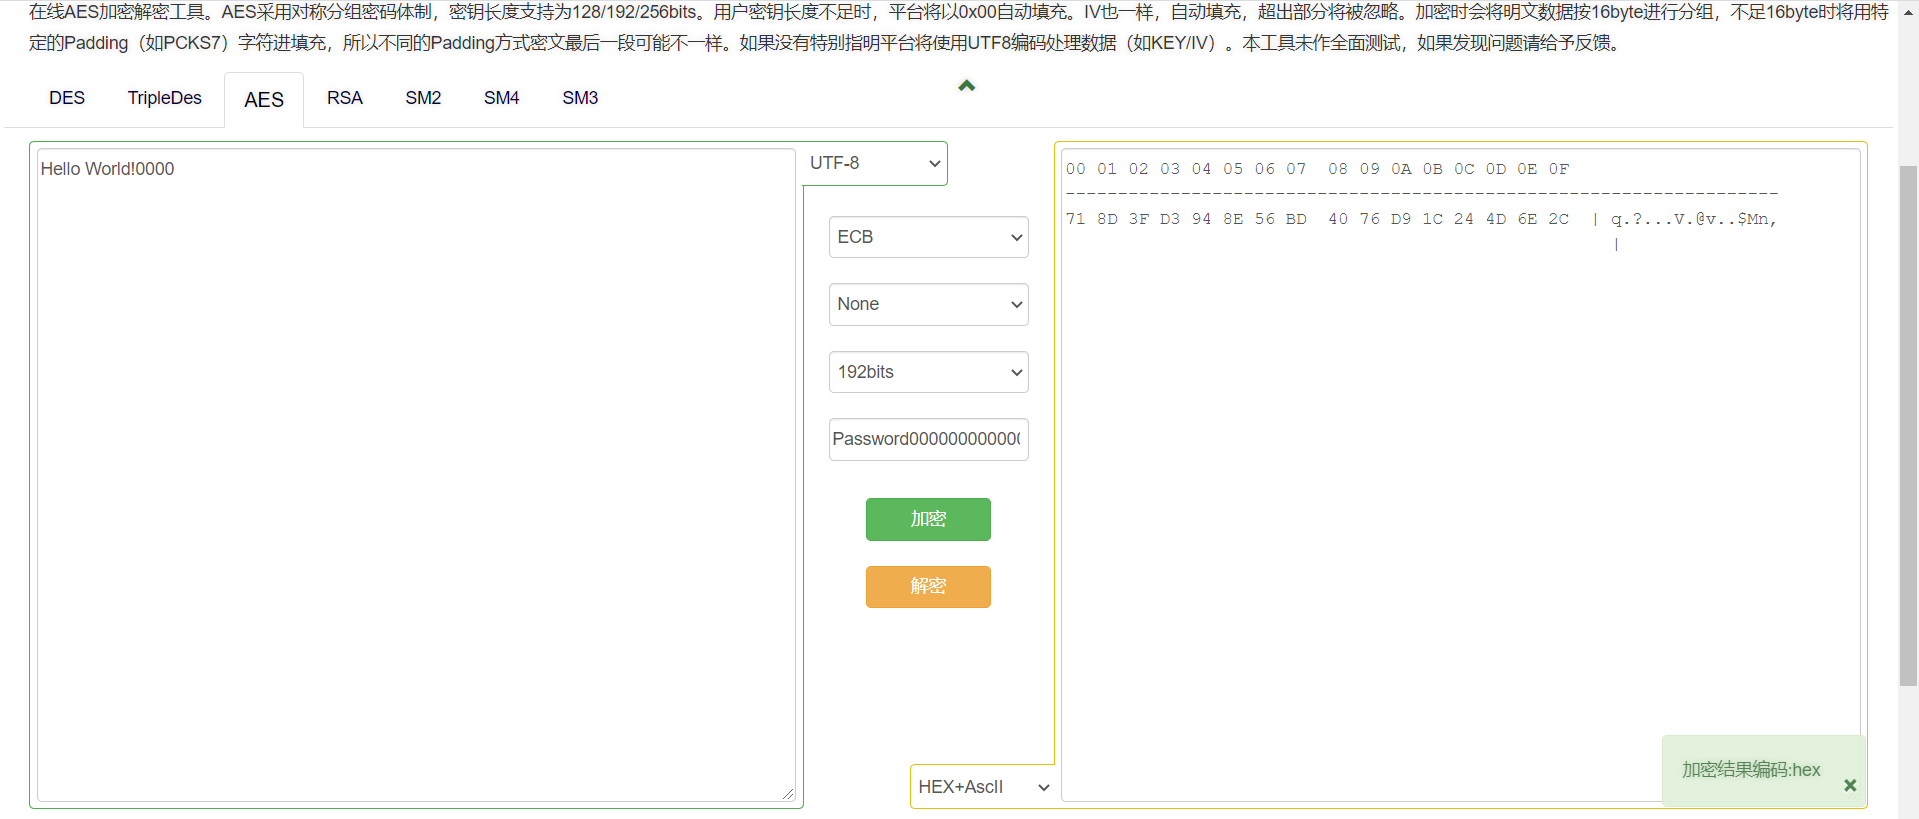 在线AES加密解密工具。AES采用对称分组密码体制，密钥长度支持为128/192/256bits。用户密钥长度不足时，平台将以0x00自动填充。IV也一样，自动填充，超出部分将被忽略。加密时会将明文数据按16byte进行分组，不足16byte时将用特
定的Padding（如PCKS7）字符进填充，所以不同的Padding方式密文最后一段可能不一样。如果没有特别指明平台将使用UTF8编码处理数据（如KEY/IV）。本工具未作全面测试，如果发现问题请给予反馈。
DES TripleDes AES RSA SM2 SM4 SM3
Hello World!0000
UTF-8
ECB
None
192bits
Password000000000000
加密
解密
00 01 02 03 04 05 06 07  08 09 0A 0B 0C 0D 0E 0F
--------------------------------------------------------------------
71 8D 3F D3 94 8E 56 BD  40 76 D9 1C 24 4D 6E 2C  | q.?...V.@v..$Mn,
|
HEX+AscII
加密结果编码:hex